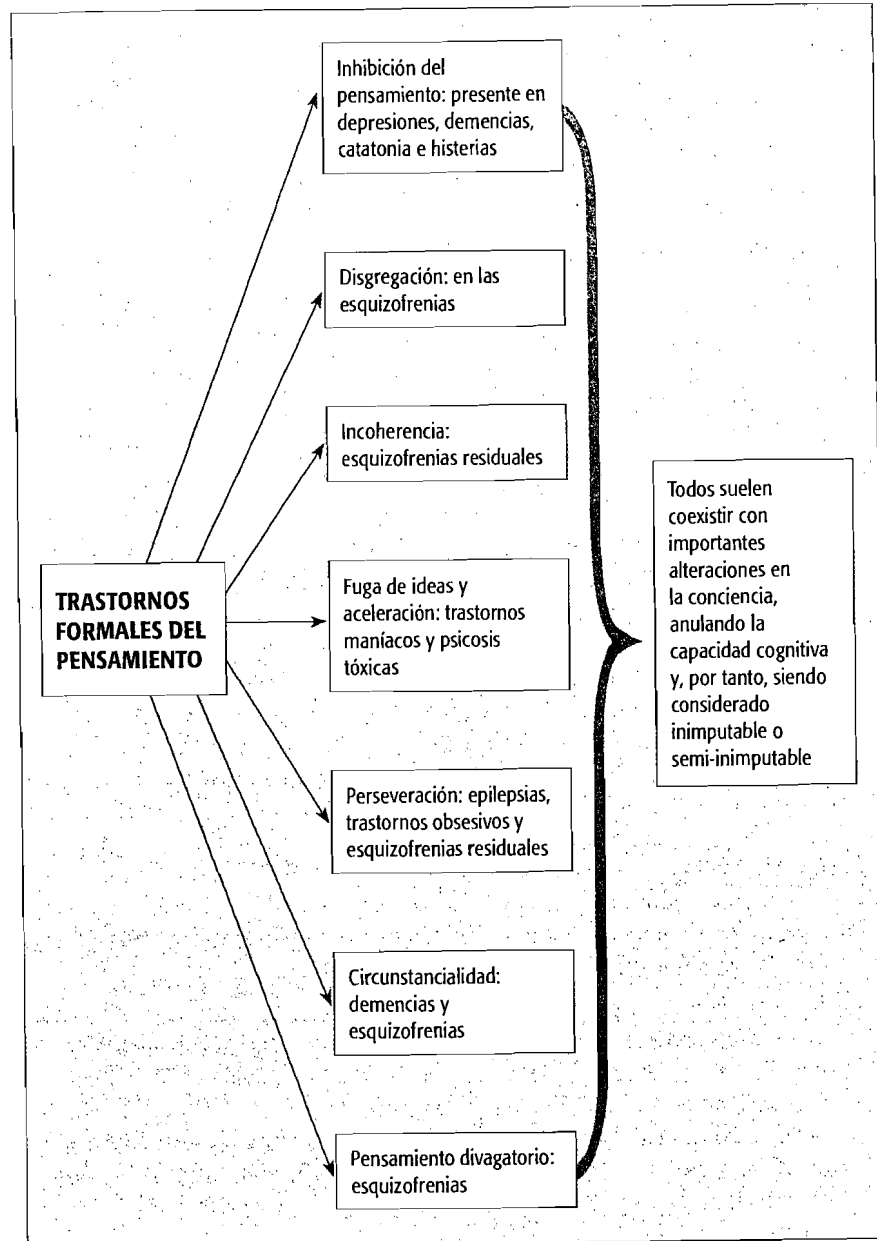 Inhibición del
pensamiento: presente en
depresiones, demencias,
catatonia e histerias
Disgregación: en las
esquizofrenias
Incoherencia:
esquizofrenias residuales
TRASTORNOS
FORMALES DEL
PENSAMIENTO
Fuga de ideas y
aceleración: trastornos
maníacos y psicosis
tóxicas
Perseveración: epilepsias,
trastornos obsesivos y
esquizofrenias residuales
Circunstancialidad:
demencias y
esquizofrenias
Pensamiento divagatorio:
esquizofrenias
Todos suelen
coexistir con
importantes
alteraciones en
la conciencia,
anulando la
capacidad cognitiva
y, por tanto, siendo
considerado
inimputable o
semi-inimputable